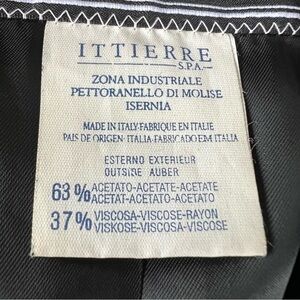 ITTIERRE
S.P.A.
ZONA INDUSTRIALE
PETTORANELLO DI MOLISE
ISERNIA
MADE IN ITALY-FABRIQUE EN ITALIE
PAIS DE ORIGEN-ITALIA-FABRICADO EM ITALIA
ESTERNO EXTERIEUR
OUTSIDE AUBER
63% ACETATO-ACETATE-ACETATE
ACETAT-ACETATO-ACETATO
37% VISCOSA-VISCOSE-RAYON
VISKOSE-VISCOSA-VISCOSE